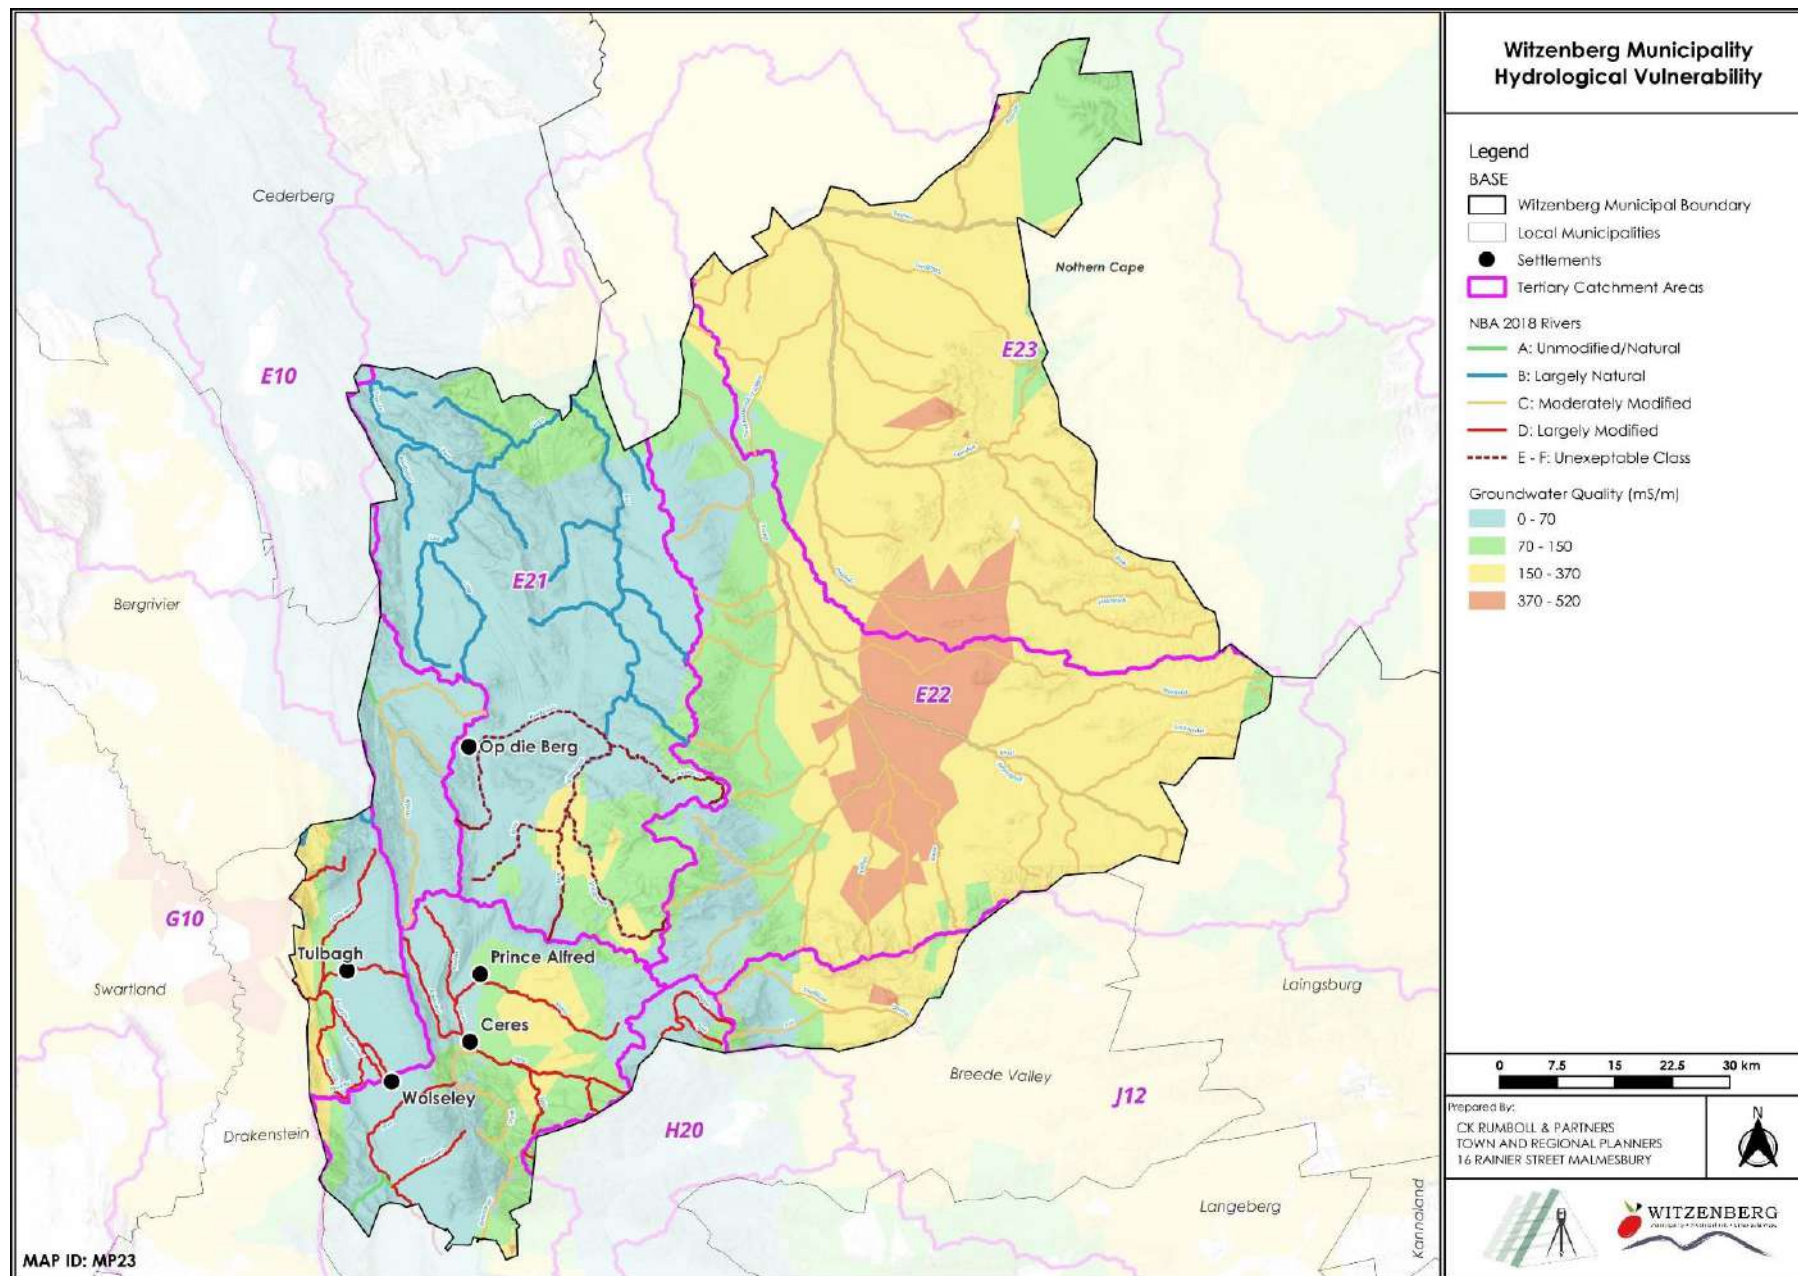 Witzenberg Municipality
Hydrological Vulnerability
Legend
BASE
Witzenberg Municipal Boundary
Local Municipalities
Settlements
Tertiary Catchment Areas
NBA 2018 Rivers
A: Unmodified/Natural
B: Largely Natural
C: Moderately Modified
D: Largely Modified
E - F: Unexeptable Class
Groundwater Quality (mS/m)
0 - 70
70 - 150
150 - 370
370 - 520
Cederberg
Nothern Cape
E10
E23
E21
Bergrivier
E22
Op die Berg
G10
Tulbagh
Prince Alfred
Swartland
Laingsburg
Ceres
Breede Valley
Wolseley
J12
Drakenstein
H20
Langeberg
Kannaland
0 7.5 15 22.5 30 km
Prepared By:
CK RUMBOLL & PARTNERS
TOWN AND REGIONAL PLANNERS
16 RAINIER STREET MALMESBURY
N
WITZENBERG
MAP ID: MP23